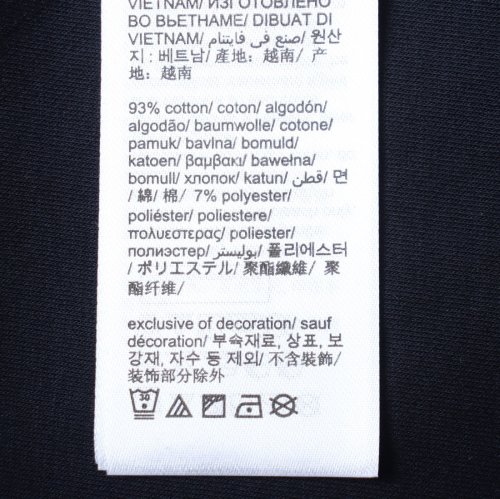 VIETNAM/ ИЗГОТОВЛЕНО
ВО ВЬЕТНАМЕ/ DIBUAT DI
VIETNAM/ صنع في فايتنام/ 원산
지 : 베트남/ 產地：越南/ 产
地：越南
93% cotton/ coton/ algodón/
algodão/ baumwolle/ cotone/
pamuk/ bavlna/ bomuld/
katoen/ βαμβακι/ bawełna/
bomull/ хлопок/ katun/ قطن/ 면
/ 綿/ 棉/ 7% polyester/
poliéster/ poliestere/
πολυεστερας/ poliester/
полиэстер/ بوليستر/ 폴리에스터
/ ポリエステル/ 聚酯纖維/ 聚
酯纤维/
exclusive of decoration/ sauf
décoration/ 부속재료, 상표, 보
강재, 자수 등 제외/ 不含裝飾/
装饰部分除外
30